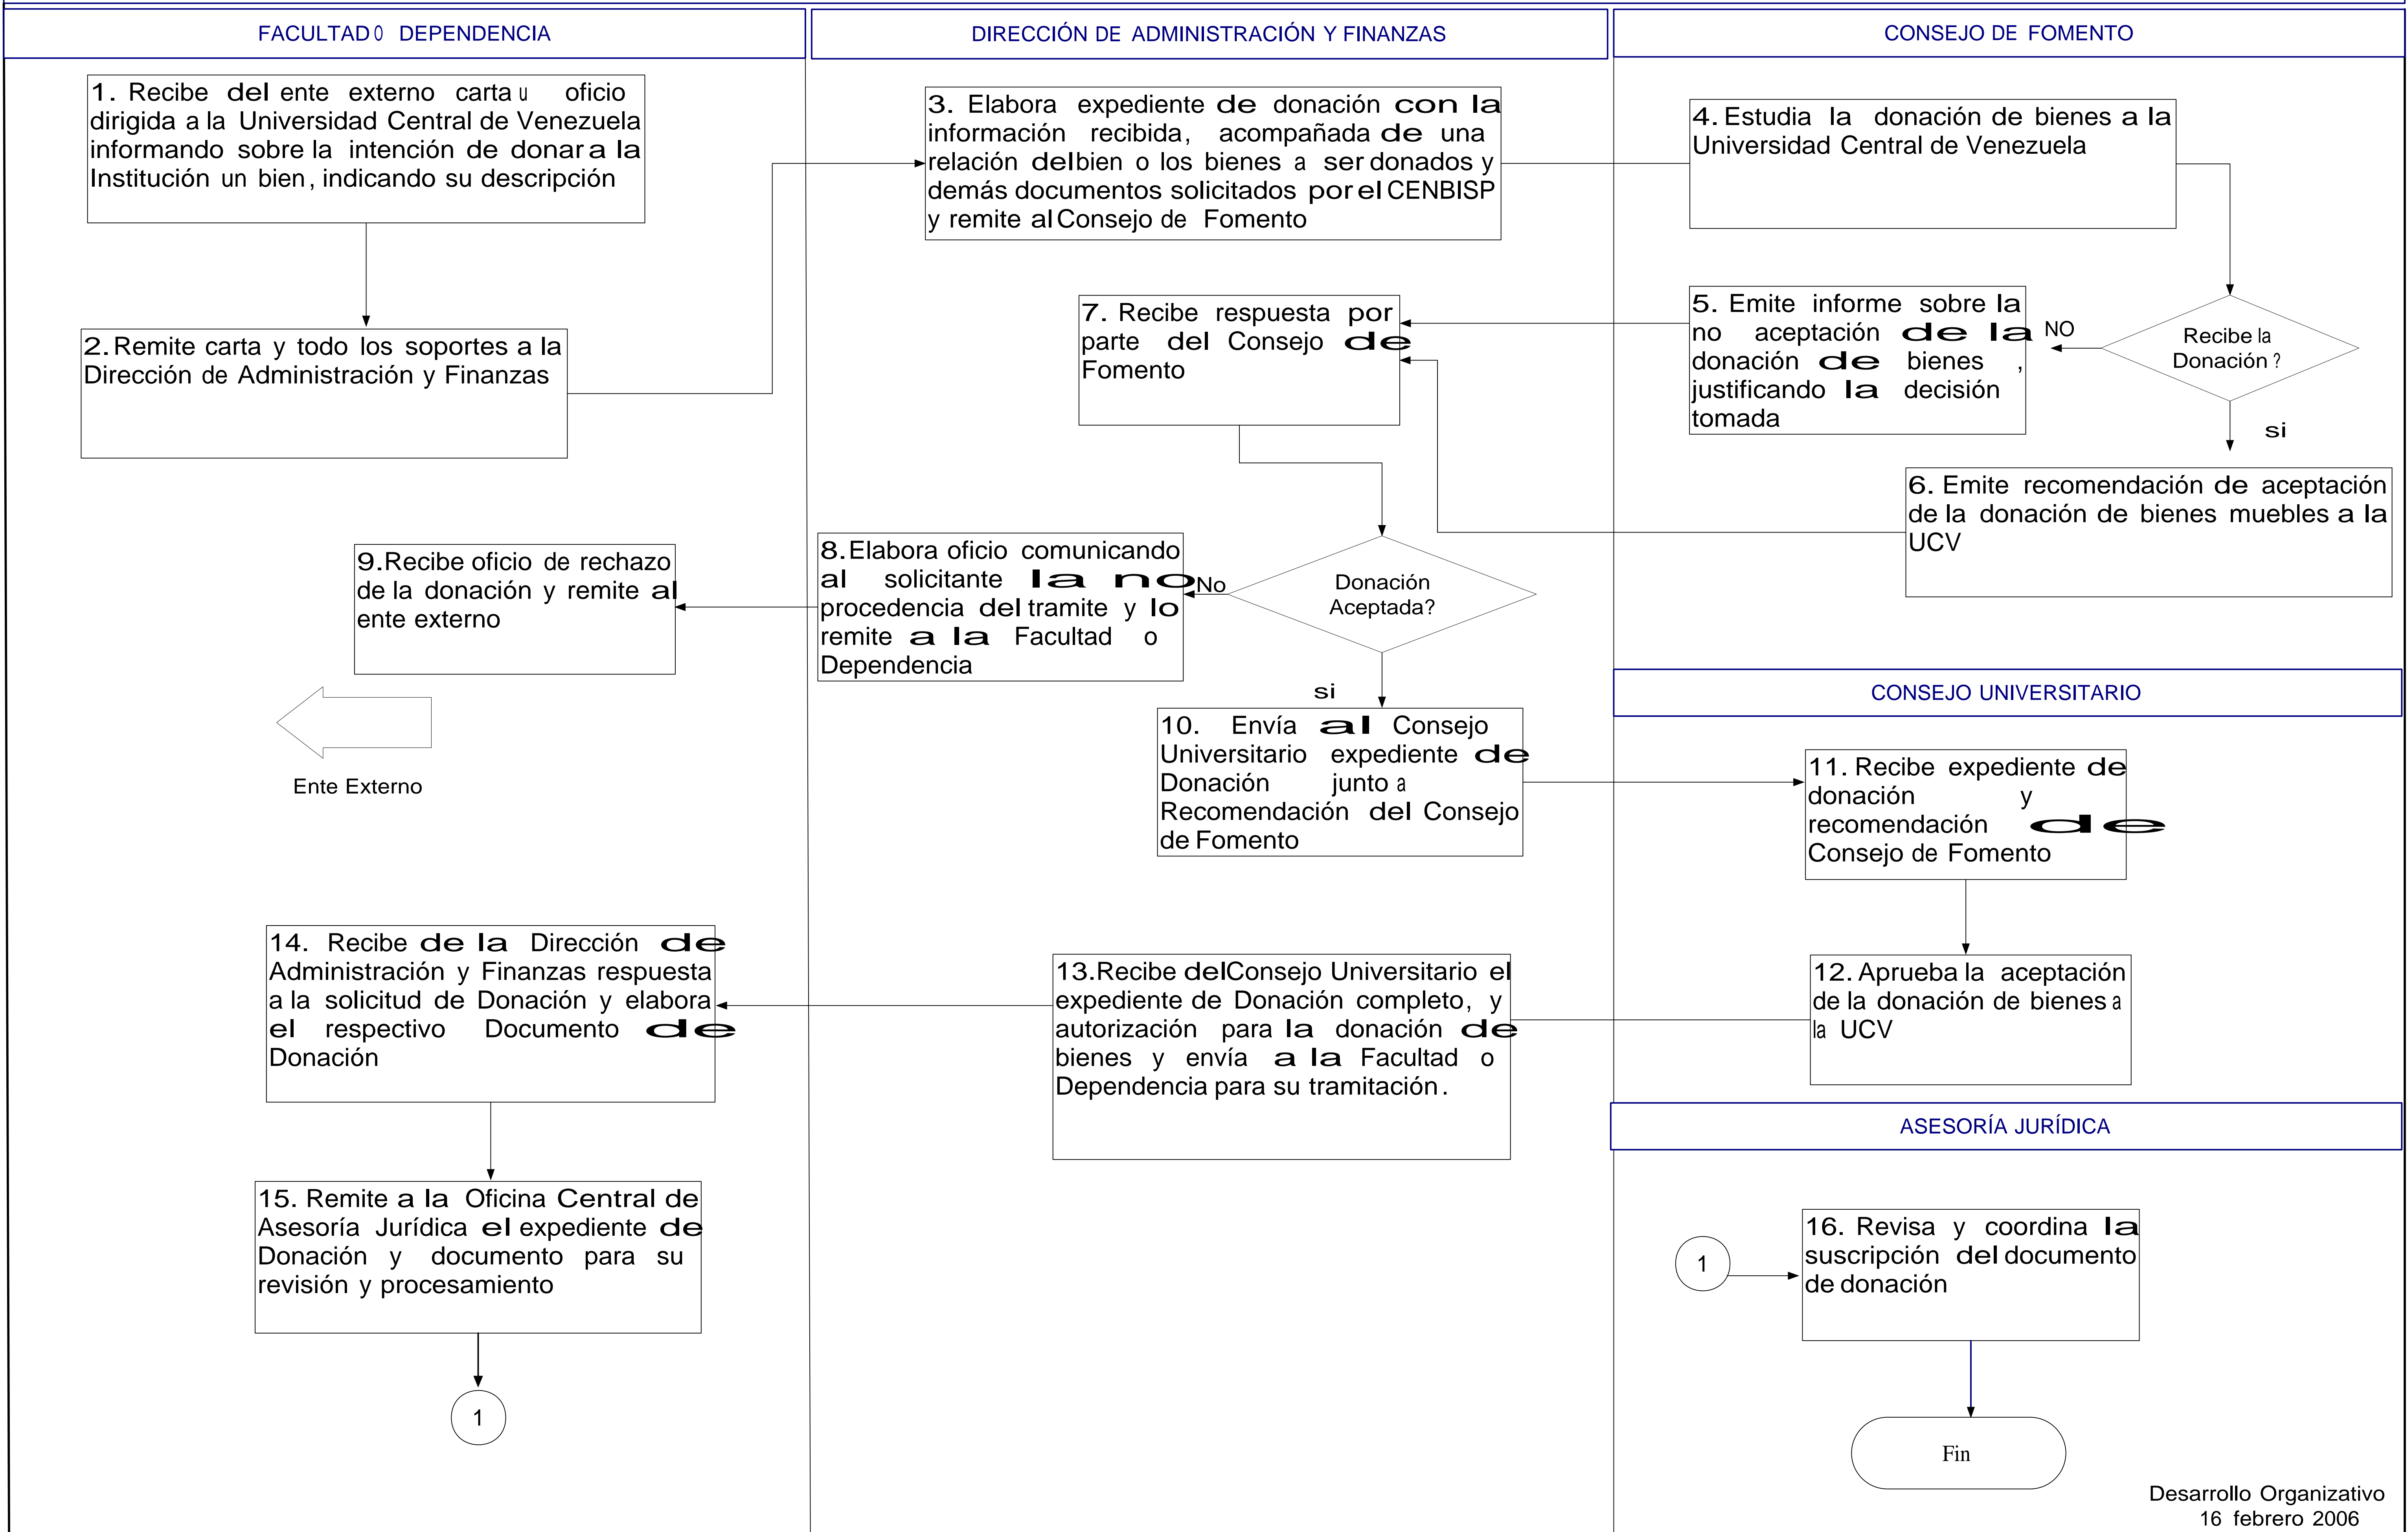 FACULTAD 0 DEPENDENCIA
DIRECCIÓN DE ADMINISTRACIÓN Y FINANZAS
CONSEJO DE FOMENTO
1. Recibe del ente externo carta u oficio
dirigida a la Universidad Central de Venezuela
informando sobre la intención de donar a la
Institución un bien, indicando su descripción
2. Remite carta y todo los soportes a la
Dirección de Administración y Finanzas
3. Elabora expediente de donación con la
información recibida, acompañada de una
relación del bien o los bienes a ser donados y
demás documentos solicitados por el CENBISP
y remite al Consejo de Fomento
4. Estudia la donación de bienes a la
Universidad Central de Venezuela
Recibe la
Donación ?
NO
si
5. Emite informe sobre la
no aceptación de la
donación de bienes ,
justificando la decisión
tomada
6. Emite recomendación de aceptación
de la donación de bienes muebles a la
UCV
7. Recibe respuesta por
parte del Consejo de
Fomento
Donación
Aceptada?
No
si
8. Elabora oficio comunicando
al solicitante la no
procedencia del tramite y lo
remite a la Facultad o
Dependencia
9. Recibe oficio de rechazo
de la donación y remite al
ente externo
Ente Externo
10. Envía al Consejo
Universitario expediente de
Donación junto a
Recomendación del Consejo
de Fomento
CONSEJO UNIVERSITARIO
11. Recibe expediente de
donación y
recomendación de
Consejo de Fomento
12. Aprueba la aceptación
de la donación de bienes a
la UCV
13. Recibe del Consejo Universitario el
expediente de Donación completo, y
autorización para la donación de
bienes y envía a la Facultad o
Dependencia para su tramitación.
14. Recibe de la Dirección de
Administración y Finanzas respuesta
a la solicitud de Donación y elabora
el respectivo Documento de
Donación
15. Remite a la Oficina Central de
Asesoría Jurídica el expediente de
Donación y documento para su
revisión y procesamiento
1
ASESORÍA JURÍDICA
1
16. Revisa y coordina la
suscripción del documento
de donación
Fin
Desarrollo Organizativo
16 febrero 2006